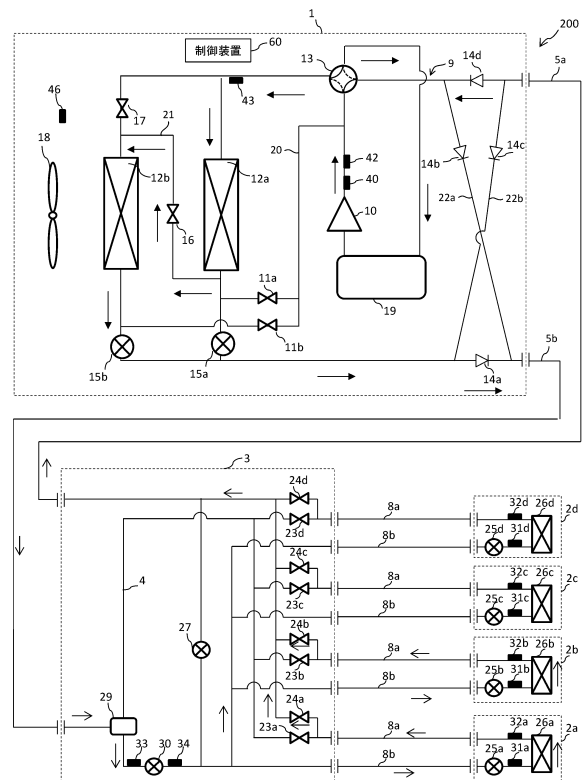 1
200
制御装置
60
13
9
14d
5a
46
17
21
43
18
20
42
14b
14c
12b
12a
40
22a
22b
16
10
11a
19
11b
15b
15a
14a
5b
3
24d
8a
32d
26d
2d
25d
31d
23d
8b
24c
4
8a
32c
26c
2c
25c
31c
23c
8b
27
24b
8a
32b
26b
2b
25b
31b
23b
8b
29
24a
8a
32a
26a
2a
23a
25a
31a
33
30
34
8b